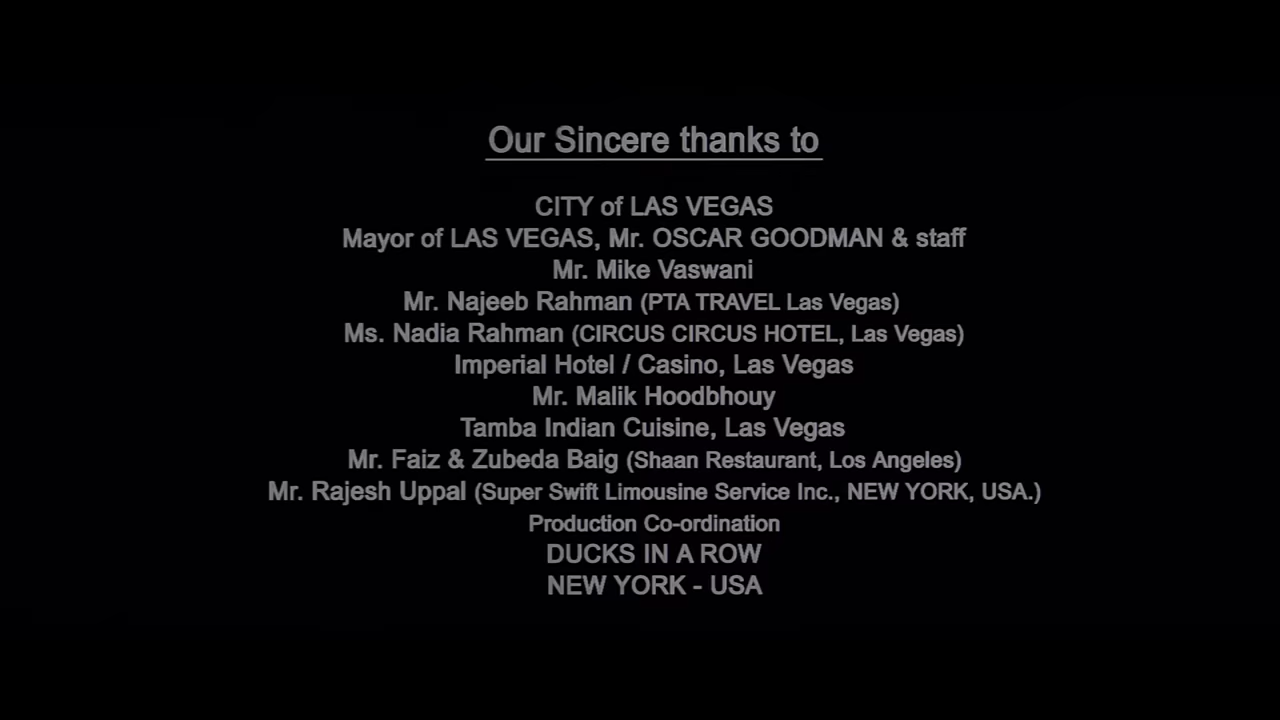 Our Sincere thanks to
CITY of LAS VEGAS
Mayor of LAS VEGAS, Mr. OSCAR GOODMAN & staff
Mr. Mike Vaswani
Mr. Najeeb Rahman (PTA TRAVEL Las Vegas)
Ms. Nadia Rahman (CIRCUS CIRCUS HOTEL, Las Vegas)
Imperial Hotel / Casino, Las Vegas
Mr. Malik Hoodbhouy
Tamba Indian Cuisine, Las Vegas
Mr. Faiz & Zubeda Baig (Shaan Restaurant, Los Angeles)
Mr. Rajesh Uppal (Super Swift Limousine Service Inc., NEW YORK, USA.)
Production Co-ordination
DUCKS IN A ROW
NEW YORK - USA